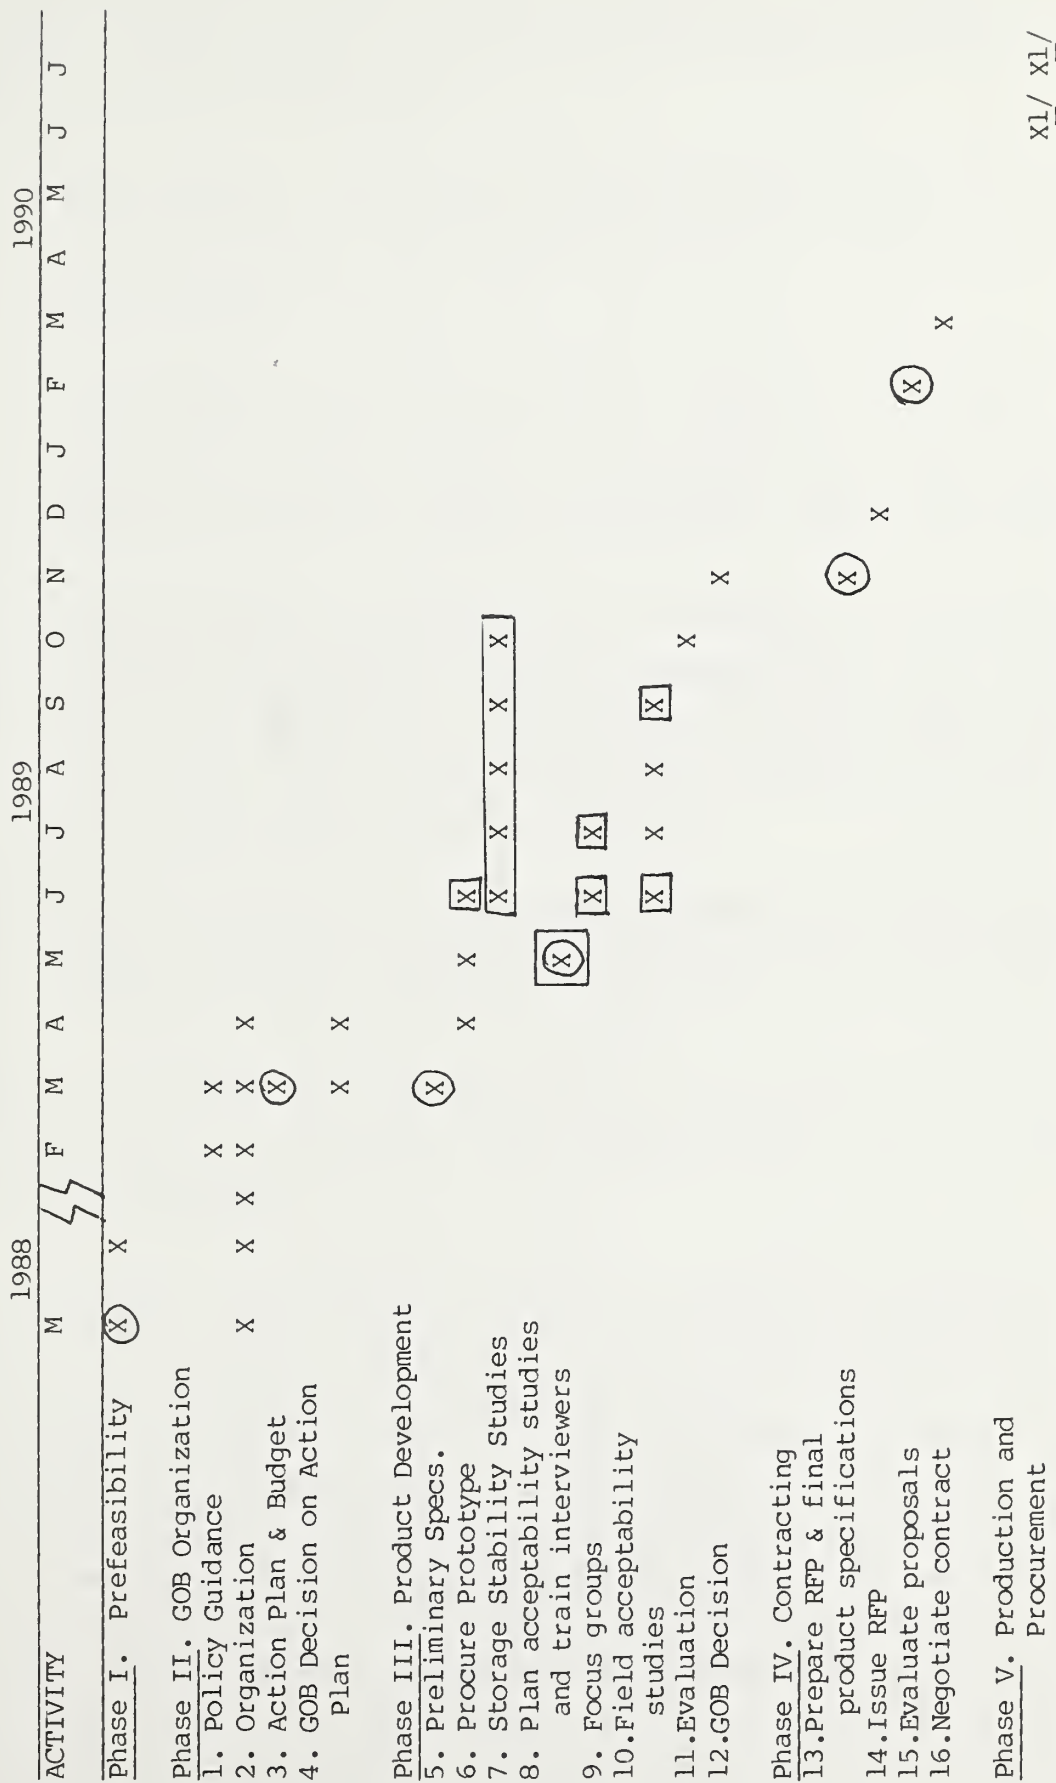 1988 1989 1990
ACTIVITY M F M A M J J A S O N D J F M A M J J
Phase I. Prefeasibility X X
Phase II. GOB Organization
1. Policy Guidance X X
2. Organization X X X X X X
3. Action Plan & Budget X
4. GOB Decision on Action
Plan X X
Phase III. Product Development
5. Preliminary Specs. X
6. Procure Prototype X X X
7. Storage Stability Studies X X X X X
8. Plan acceptability studies
and train interviewers X
9. Focus groups X X
10.Field acceptability
studies X X X X
11.Evaluation X
12.GOB Decision X
Phase IV. Contracting
13.Prepare RFP & final
product specifications X
14.Issue RFP X
15.Evaluate proposals X
16.Negotiate contract X
Phase V. Production and
Procurement X1/ X1/